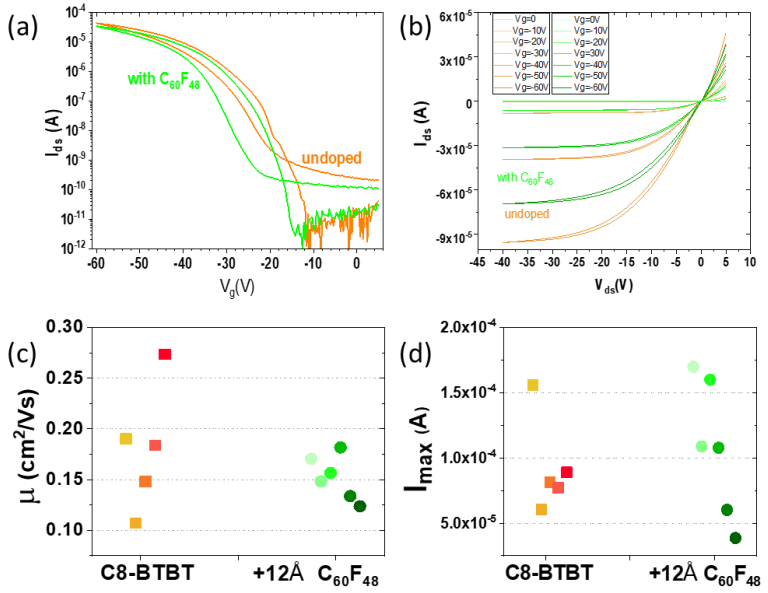 (a)
10⁻⁴
10⁻⁵
10⁻⁶
10⁻⁷
10⁻⁸
10⁻⁹
10⁻¹⁰
10⁻¹¹
10⁻¹²
I_ds (A)
with C₆₀F₄₈
undoped
-60 -50 -40 -30 -20 -10 0
V_g(V)
(b)
Vg=0 Vg=0V
Vg=-10V Vg=-10V
Vg=-20V Vg=-20V
Vg=-30V Vg=30V
Vg=-40V Vg=-40V
Vg=-50V Vg=-50V
Vg=-60V Vg=-60V
6x10⁻⁵
3x10⁻⁵
0
-3x10⁻⁵
-6x10⁻⁵
-9x10⁻⁵
I_ds (A)
with C₆₀F₄₈
undoped
-45 -40 -35 -30 -25 -20 -15 -10 -5 0 5 10
V_ds(V)
(c)
0.30
0.25
0.20
0.15
0.10
μ (cm²/Vs)
C8-BTBT +12Å C₆₀F₄₈
(d)
2.0x10⁻⁴
1.5x10⁻⁴
1.0x10⁻⁴
5.0x10⁻⁵
I_max (A)
C8-BTBT +12Å C₆₀F₄₈